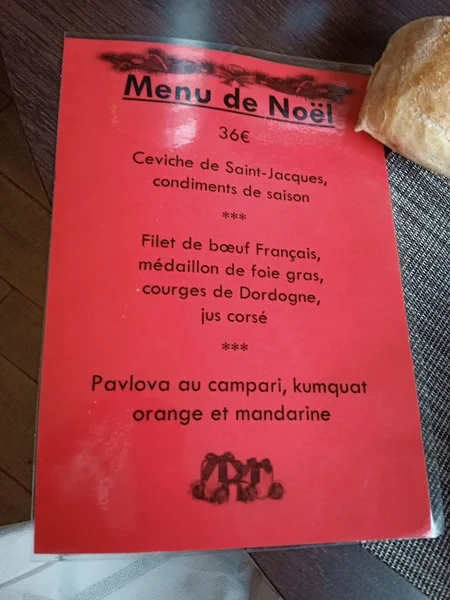 Menu de Noël
36€
Ceviche de Saint-Jacques,
condiments de saison
***
Filet de bœuf Français,
médaillon de foie gras,
courges de Dordogne,
jus corsé
***
Pavlova au campari, kumquat
orange et mandarine